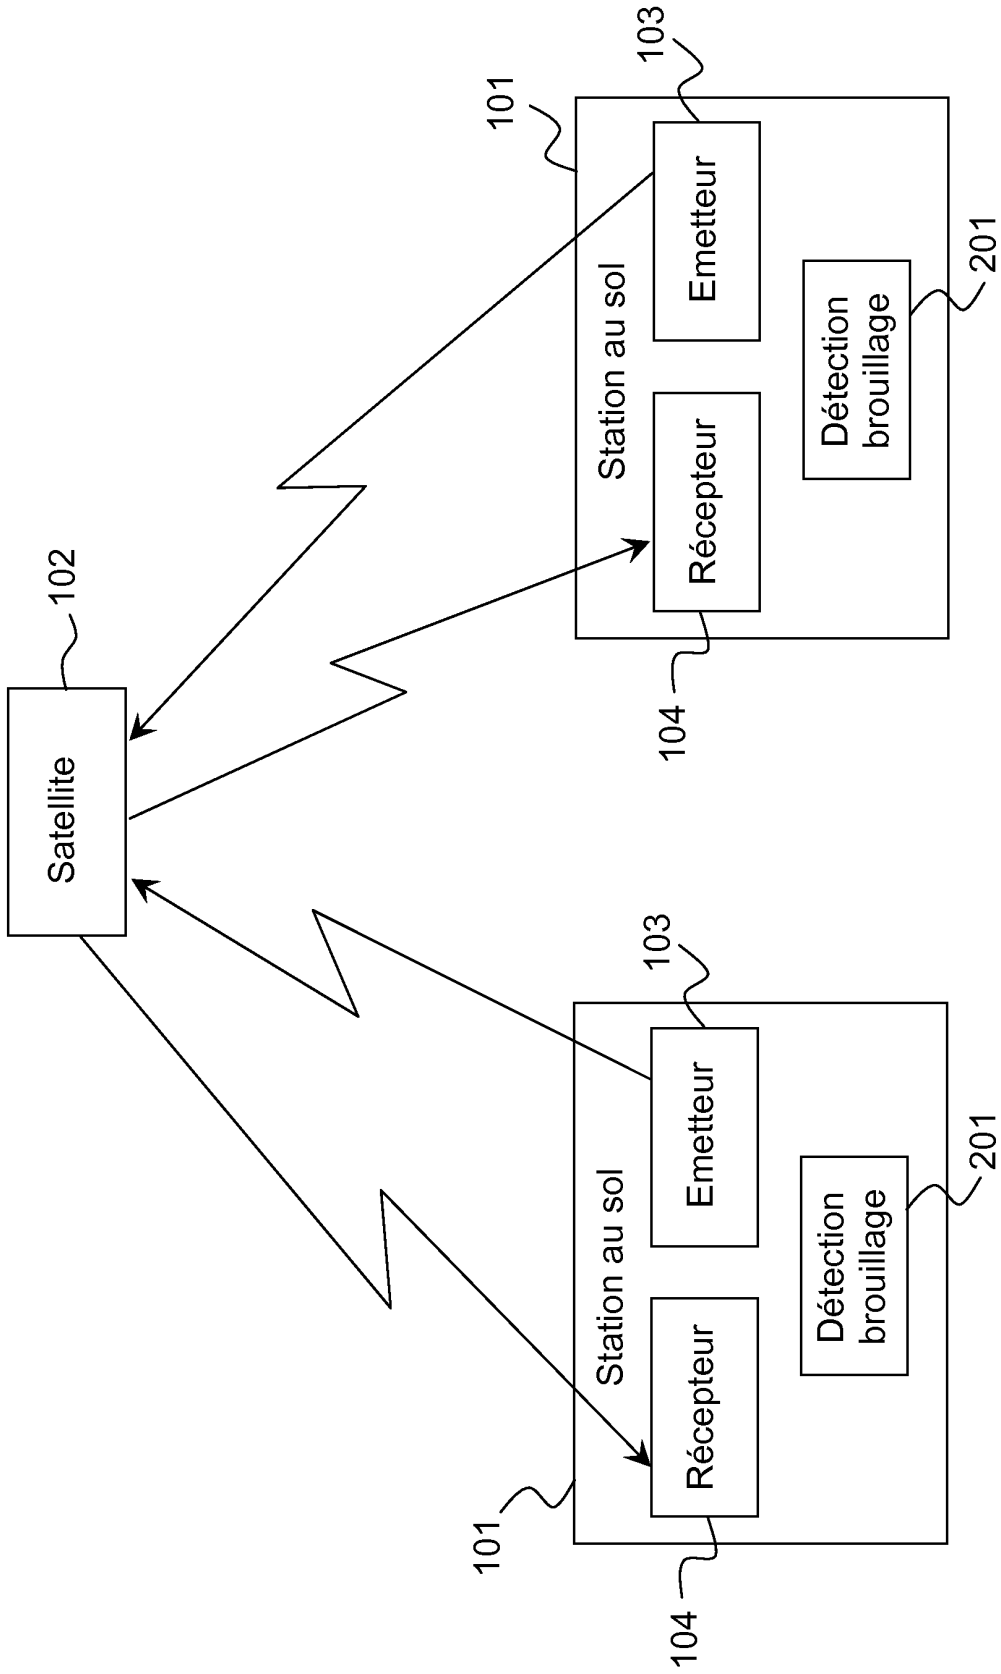 Satellite
102
101
Station au sol
Récepteur
Emetteur
103
104
Détection
brouillage
201
101
Station au sol
Récepteur
Emetteur
103
104
Détection
brouillage
201